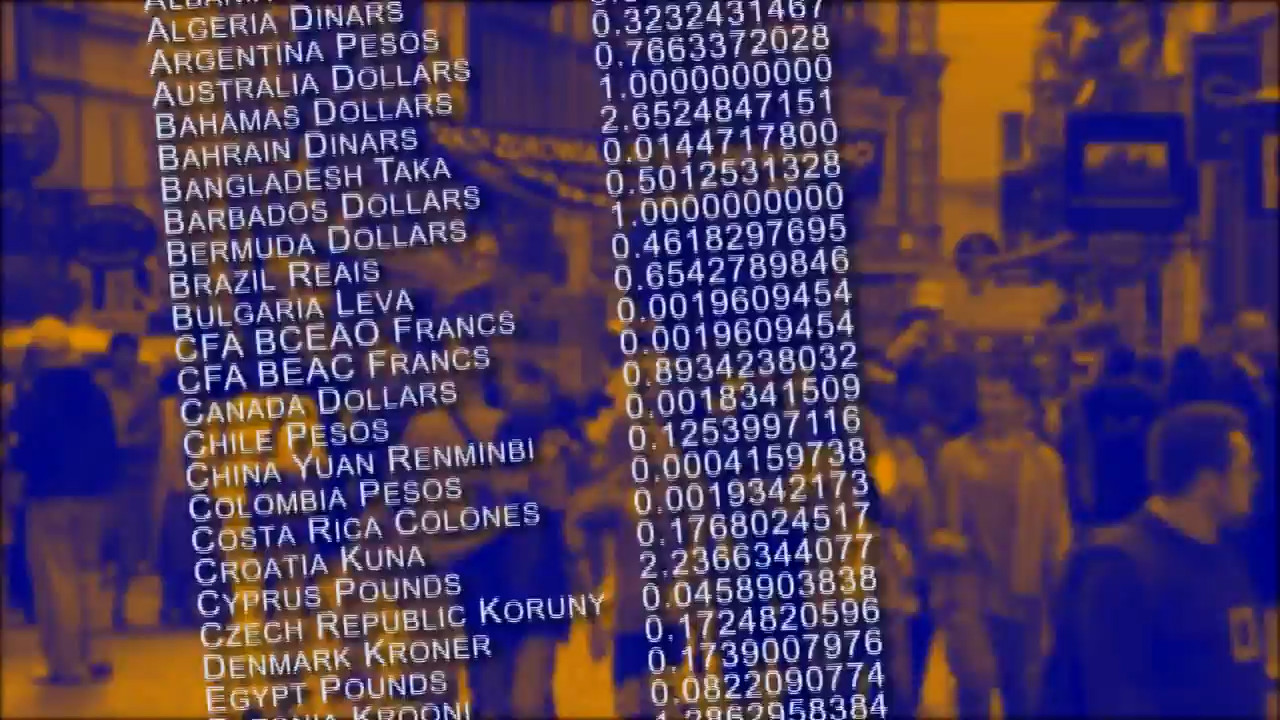 Algeria Dinars
Argentina Pesos 0.3232431467
Australia Dollars 0.7663372028
Bahamas Dollars 1.0000000000
Bahrain Dinars 2.6524847151
Bangladesh Taka 0.0144717800
Barbados Dollars 0.5012531328
Bermuda Dollars 1.0000000000
Brazil Reais 0.4618297695
Bulgaria Leva 0.6542789846
CFA BCEAO Francs 0.0019609454
CFA BEAC Francs 0.0019609454
Canada Dollars 0.8934238032
Chile Pesos 0.0018341509
China Yuan Renminbi 0.1253997116
Colombia Pesos 0.0004159738
Costa Rica Colones 0.0019342173
Croatia Kuna 0.1768024517
Cyprus Pounds 2.2366344077
Czech Republic Koruny 0.0458903838
Denmark Kroner 0.1724820596
Egypt Pounds 0.1739007976
Estonia Krooni 0.0822090774
1.2862958384